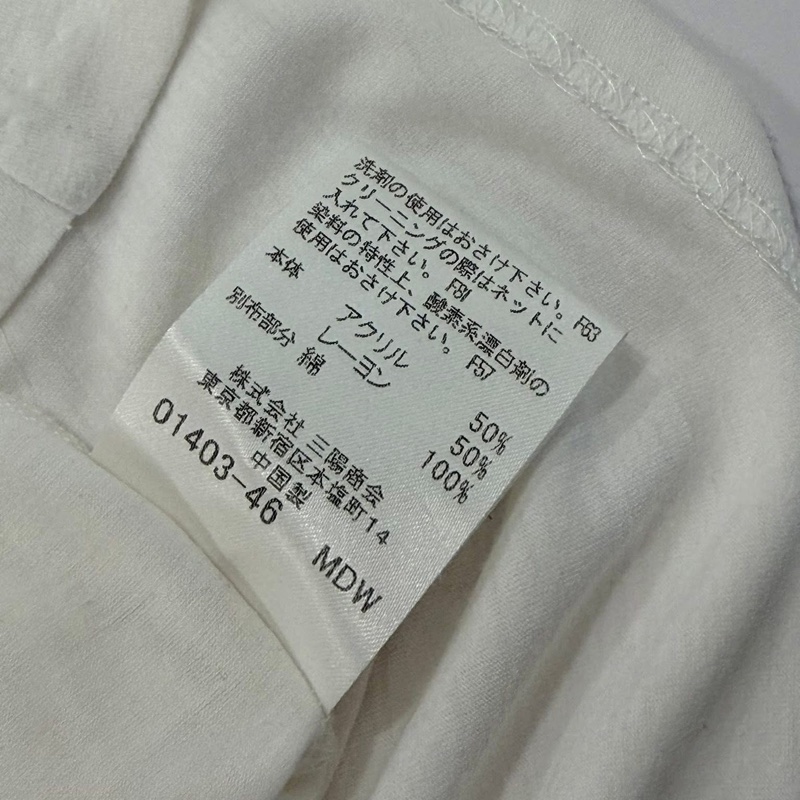 洗剤の使用はおさけ下さい。 F63
クリーニングの際はネットに
入れて下さい。 F91
染料の特性上、酸素系漂白剤の
使用はおさけ下さい。 F57
本体 アクリル 50%
レーヨン 50%
別布部分 綿 100%
株式会社 三陽商会
東京都新宿区本塩町14
中国製
01403-46 MDW